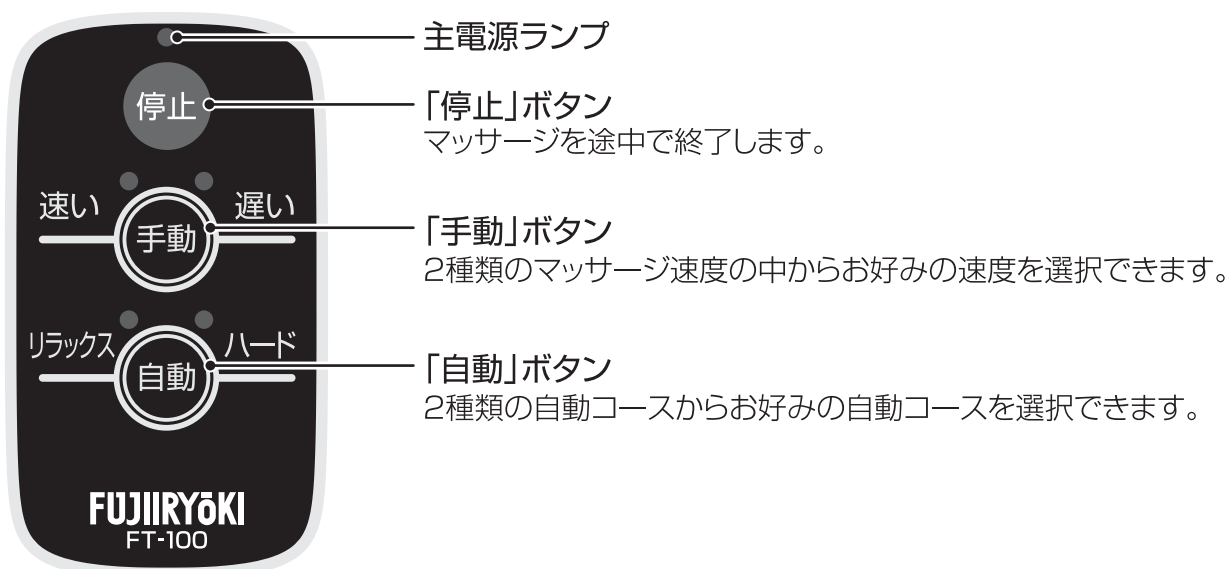 主電源ランプ
停止
「停止」ボタン
マッサージを途中で終了します。
速い
遅い
手動
「手動」ボタン
2種類のマッサージ速度の中からお好みの速度を選択できます。
リラックス
ハード
自動
「自動」ボタン
2種類の自動コースからお好みの自動コースを選択できます。
FUJIIRYōKI
FT-100